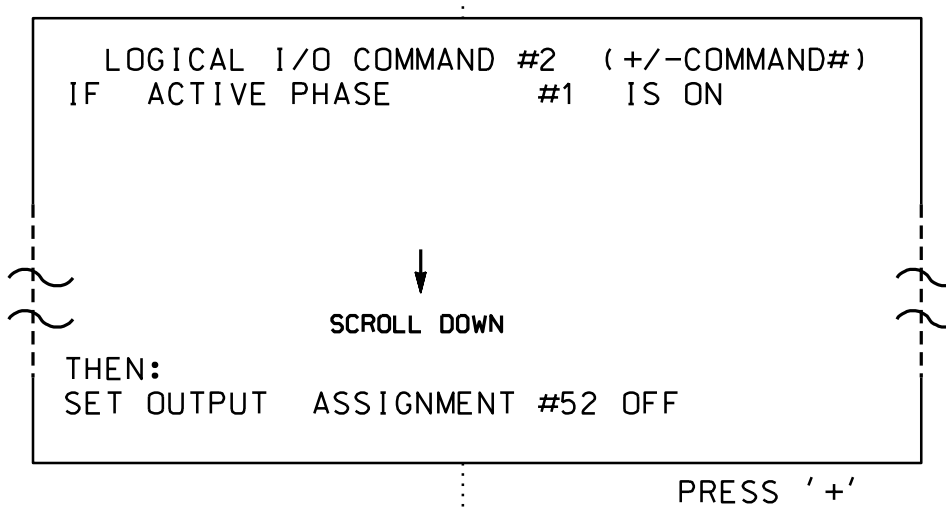 LOGICAL I/O COMMAND #2 (+/-COMMAND#)
IF ACTIVE PHASE #1 IS ON
SCROLL DOWN
THEN:
SET OUTPUT ASSIGNMENT #52 OFF
PRESS '+'